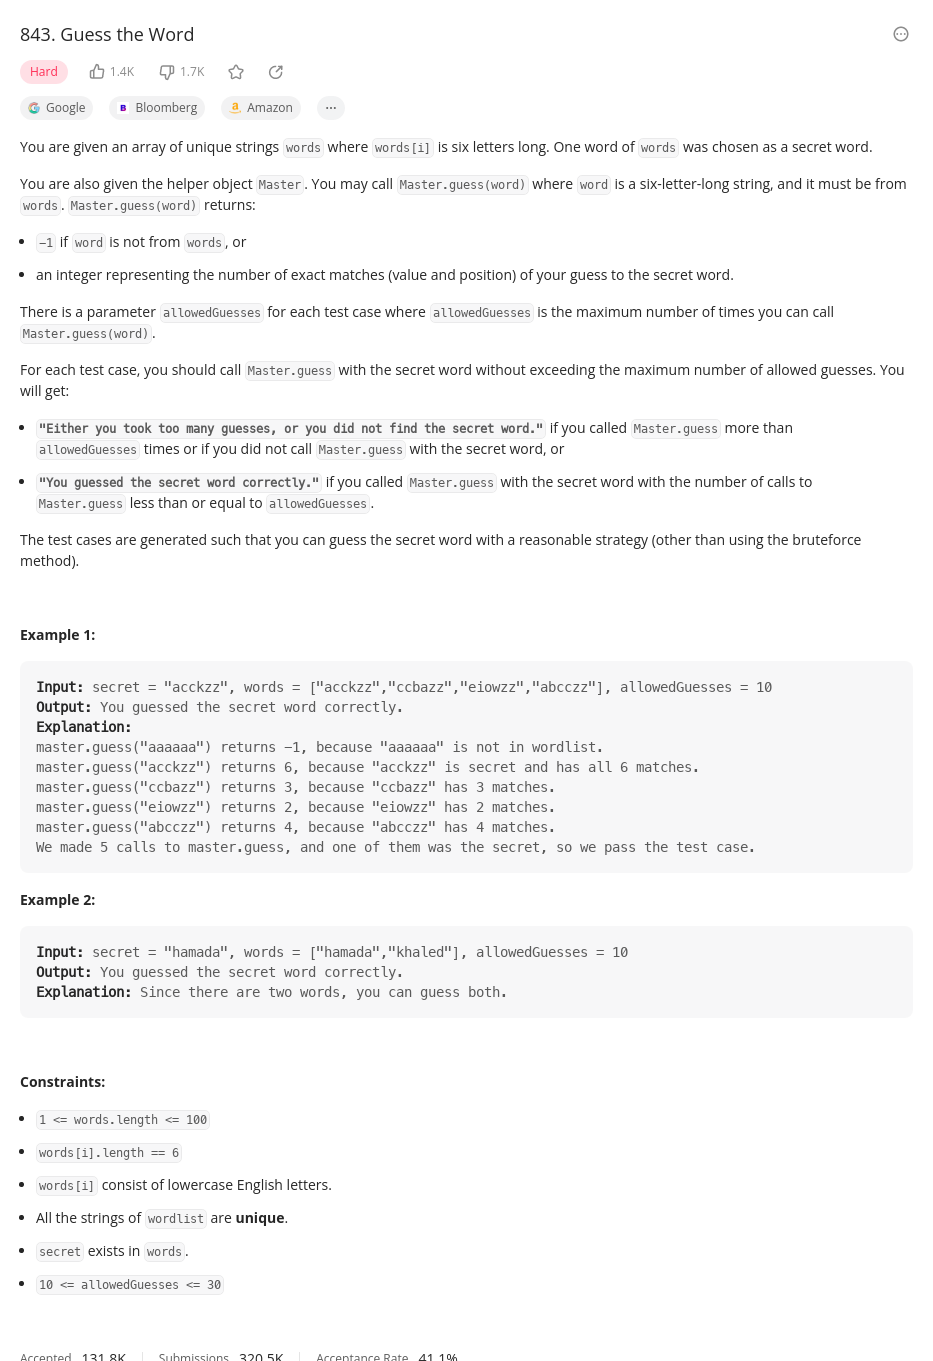 843. Guess the Word
Hard 1.4K 1.7K
Google Bloomberg Amazon ...
You are given an array of unique strings words where words[i] is six letters long. One word of words was chosen as a secret word.
You are also given the helper object Master. You may call Master.guess(word) where word is a six-letter-long string, and it must be from
words. Master.guess(word) returns:
• -1 if word is not from words, or
• an integer representing the number of exact matches (value and position) of your guess to the secret word.
There is a parameter allowedGuesses for each test case where allowedGuesses is the maximum number of times you can call
Master.guess(word).
For each test case, you should call Master.guess with the secret word without exceeding the maximum number of allowed guesses. You
will get:
• "Either you took too many guesses, or you did not find the secret word." if you called Master.guess more than
allowedGuesses times or if you did not call Master.guess with the secret word, or
• "You guessed the secret word correctly." if you called Master.guess with the secret word with the number of calls to
Master.guess less than or equal to allowedGuesses.
The test cases are generated such that you can guess the secret word with a reasonable strategy (other than using the bruteforce
method).
Example 1:
Input: secret = "acckzz", words = ["acckzz","ccbazz","eiowzz","abcczz"], allowedGuesses = 10
Output: You guessed the secret word correctly.
Explanation:
master.guess("aaaaaa") returns -1, because "aaaaaa" is not in wordlist.
master.guess("acckzz") returns 6, because "acckzz" is secret and has all 6 matches.
master.guess("ccbazz") returns 3, because "ccbazz" has 3 matches.
master.guess("eiowzz") returns 2, because "eiowzz" has 2 matches.
master.guess("abcczz") returns 4, because "abcczz" has 4 matches.
We made 5 calls to master.guess, and one of them was the secret, so we pass the test case.
Example 2:
Input: secret = "hamada", words = ["hamada","khaled"], allowedGuesses = 10
Output: You guessed the secret word correctly.
Explanation: Since there are two words, you can guess both.
Constraints:
• 1 <= words.length <= 100
• words[i].length == 6
• words[i] consist of lowercase English letters.
• All the strings of wordlist are unique.
• secret exists in words.
• 10 <= allowedGuesses <= 30
Accepted 131.8K Submissions 320.5K Acceptance Rate 41.1%